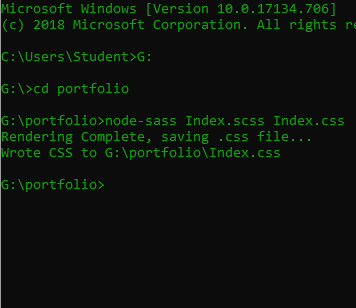 Microsoft Windows [Version 10.0.17134.706]
(c) 2018 Microsoft Corporation. All rights
C:\Users\Student>G:
G:\>cd portfolio
G:\portfolio>node-sass Index.scss Index.css
Rendering Complete, saving .css file...
Wrote CSS to G:\portfolio\Index.css
G:\portfolio>